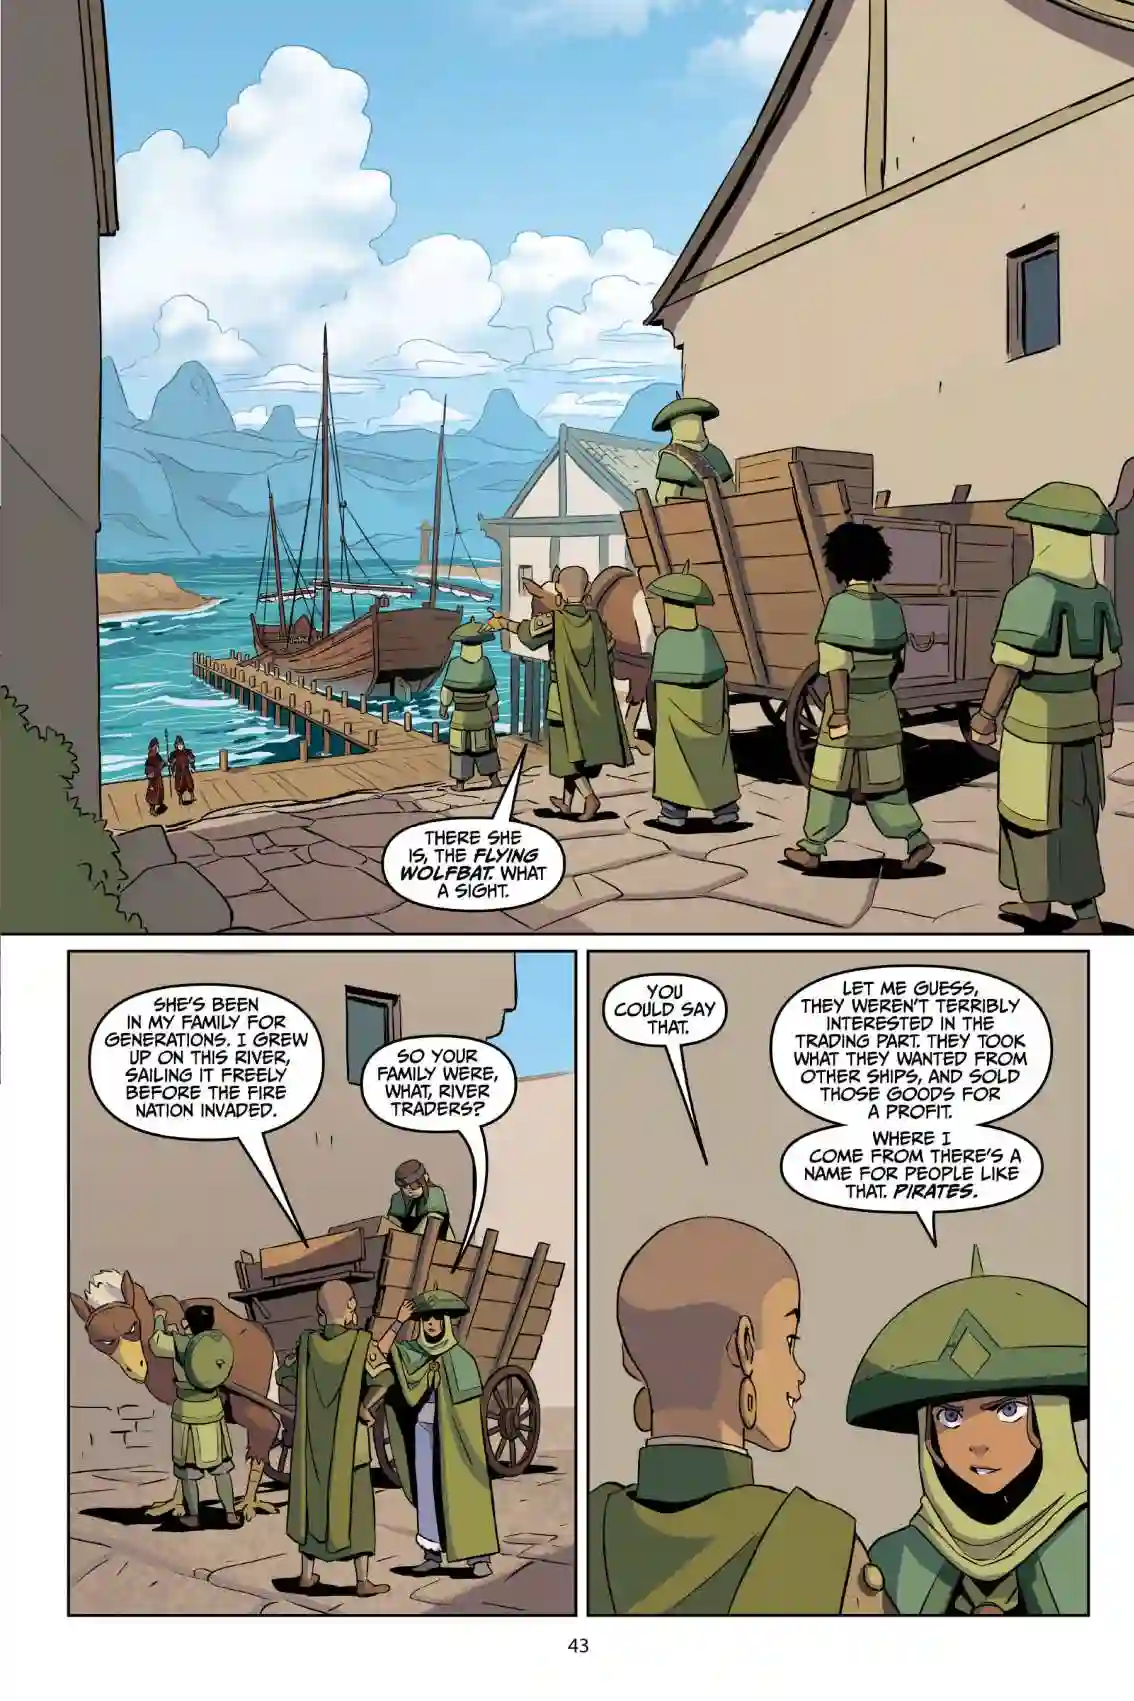 THERE SHE
IS, THE FLYING
WOLFBAT. WHAT
A SIGHT.
SHE'S BEEN
IN MY FAMILY FOR
GENERATIONS. I GREW
UP ON THIS RIVER,
SAILING IT FREELY
BEFORE THE FIRE
NATION INVADED.
SO YOUR
FAMILY WERE,
WHAT, RIVER
TRADERS?
YOU
COULD SAY
THAT.
LET ME GUESS,
THEY WEREN'T TERRIBLY
INTERESTED IN THE
TRADING PART. THEY TOOK
WHAT THEY WANTED FROM
OTHER SHIPS, AND SOLD
THOSE GOODS FOR
A PROFIT.
WHERE I
COME FROM THERE'S A
NAME FOR PEOPLE LIKE
THAT. PIRATES.
43